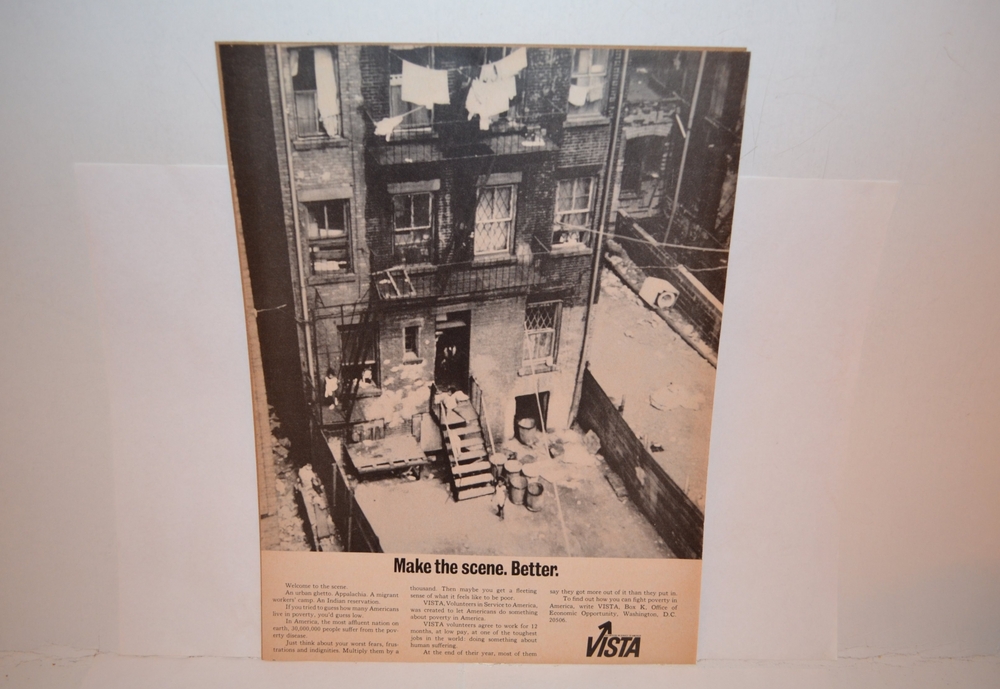 Make the scene. Better.
Welcome to the scene.
An urban ghetto. Appalachia. A migrant
workers' camp. An Indian reservation.
If you tried to guess how many Americans
live in poverty, you'd guess low.
In America, the most affluent nation on
earth, 30,000,000 people suffer from the pov-
erty disease.
Just think about your worst fears, frus-
trations and indignities. Multiply them by a
thousand. Then maybe you get a fleeting
sense of what it feels like to be poor.
VISTA, Volunteers in Service to America,
was created to let Americans do something
about poverty in America.
VISTA volunteers agree to work for 12
months, at low pay, at one of the toughest
jobs in the world: doing something about
human suffering.
At the end of their year, most of them
say they got more out of it than they put in.
To find out how you can fight poverty in
America, write VISTA, Box K, Office of
Economic Opportunity, Washington, D.C.
20506.
VISTA